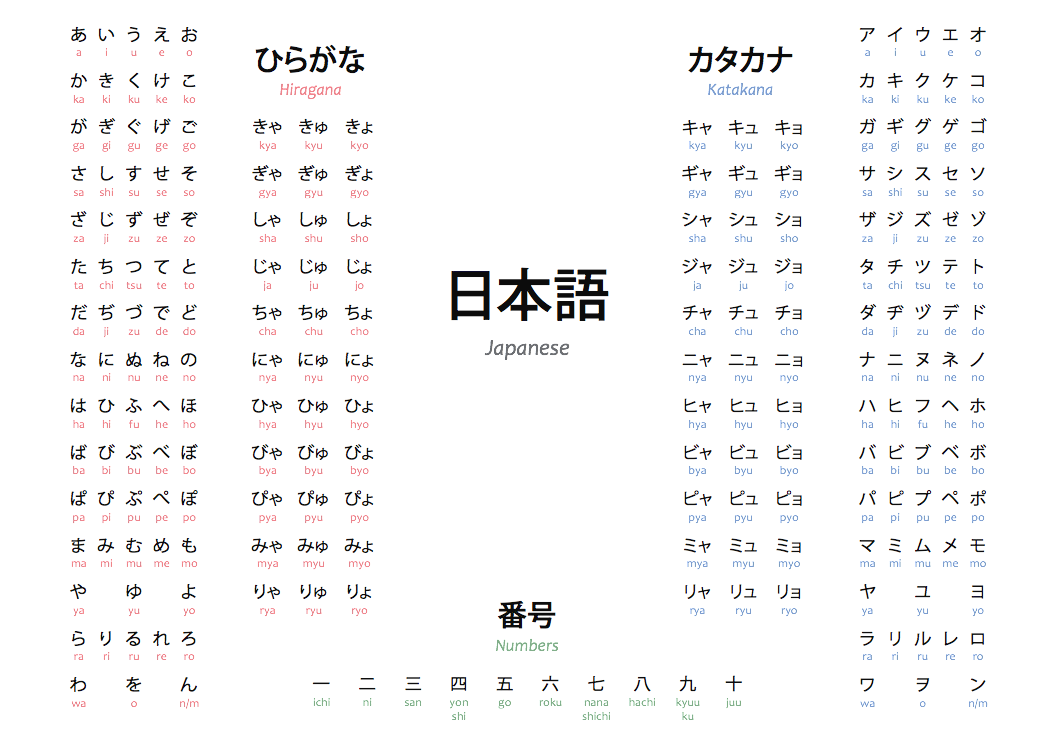 あ い う え お
a i u e o
か き く け こ
ka ki ku ke ko
が ぎ ぐ げ ご
ga gi gu ge go
さ し す せ そ
sa shi su se so
ざ じ ず ぜ ぞ
za ji zu ze zo
た ち つ て と
ta chi tsu te to
だ ぢ づ で ど
da ji zu de do
な に ぬ ね の
na ni nu ne no
は ひ ふ へ ほ
ha hi fu he ho
ば び ぶ べ ぼ
ba bi bu be bo
ぱ ぴ ぷ ぺ ぽ
pa pi pu pe po
ま み む め も
ma mi mu me mo
や ゆ よ
ya yu yo
ら り る れ ろ
ra ri ru re ro
わ を ん
wa o n/m
ひらがな
Hiragana
きゃ きゅ きょ
kya kyu kyo
ぎゃ ぎゅ ぎょ
gya gyu gyo
しゃ しゅ しょ
sha shu sho
じゃ じゅ じょ
ja ju jo
ちゃ ちゅ ちょ
cha chu cho
にゃ にゅ にょ
nya nyu nyo
ひゃ ひゅ ひょ
hya hyu hyo
びゃ びゅ びょ
bya byu byo
ぴゃ ぴゅ ぴょ
pya pyu pyo
みゃ みゅ みょ
mya myu myo
りゃ りゅ りょ
rya ryu ryo
日本語
Japanese
番号
Numbers
一 二 三 四 五 六 七 八 九 十
ichi ni san yon go roku nana hachi kyuu juu
shi shichi ku
カタカナ
Katakana
キャ キュ キョ
kya kyu kyo
ギャ ギュ ギョ
gya gyu gyo
シャ シュ ショ
sha shu sho
ジャ ジュ ジョ
ja ju jo
チャ チュ チョ
cha chu cho
ニャ ニュ ニョ
nya nyu nyo
ヒャ ヒュ ヒョ
hya hyu hyo
ビャ ビュ ビョ
bya byu byo
ピャ ピュ ピョ
pya pyu pyo
ミャ ミュ ミョ
mya myu myo
リャ リュ リョ
rya ryu ryo
ア イ ウ エ オ
a i u e o
カ キ ク ケ コ
ka ki ku ke ko
ガ ギ グ ゲ ゴ
ga gi gu ge go
サ シ ス セ ソ
sa shi su se so
ザ ジ ズ ゼ ゾ
za ji zu ze zo
タ チ ツ テ ト
ta chi tsu te to
ダ ヂ ヅ デ ド
da ji zu de do
ナ ニ ヌ ネ ノ
na ni nu ne no
ハ ヒ フ ヘ ホ
ha hi fu he ho
バ ビ ブ ベ ボ
ba bi bu be bo
パ ピ プ ペ ポ
pa pi pu pe po
マ ミ ム メ モ
ma mi mu me mo
ヤ ユ ヨ
ya yu yo
ラ リ ル レ ロ
ra ri ru re ro
ワ ヲ ン
wa o n/m